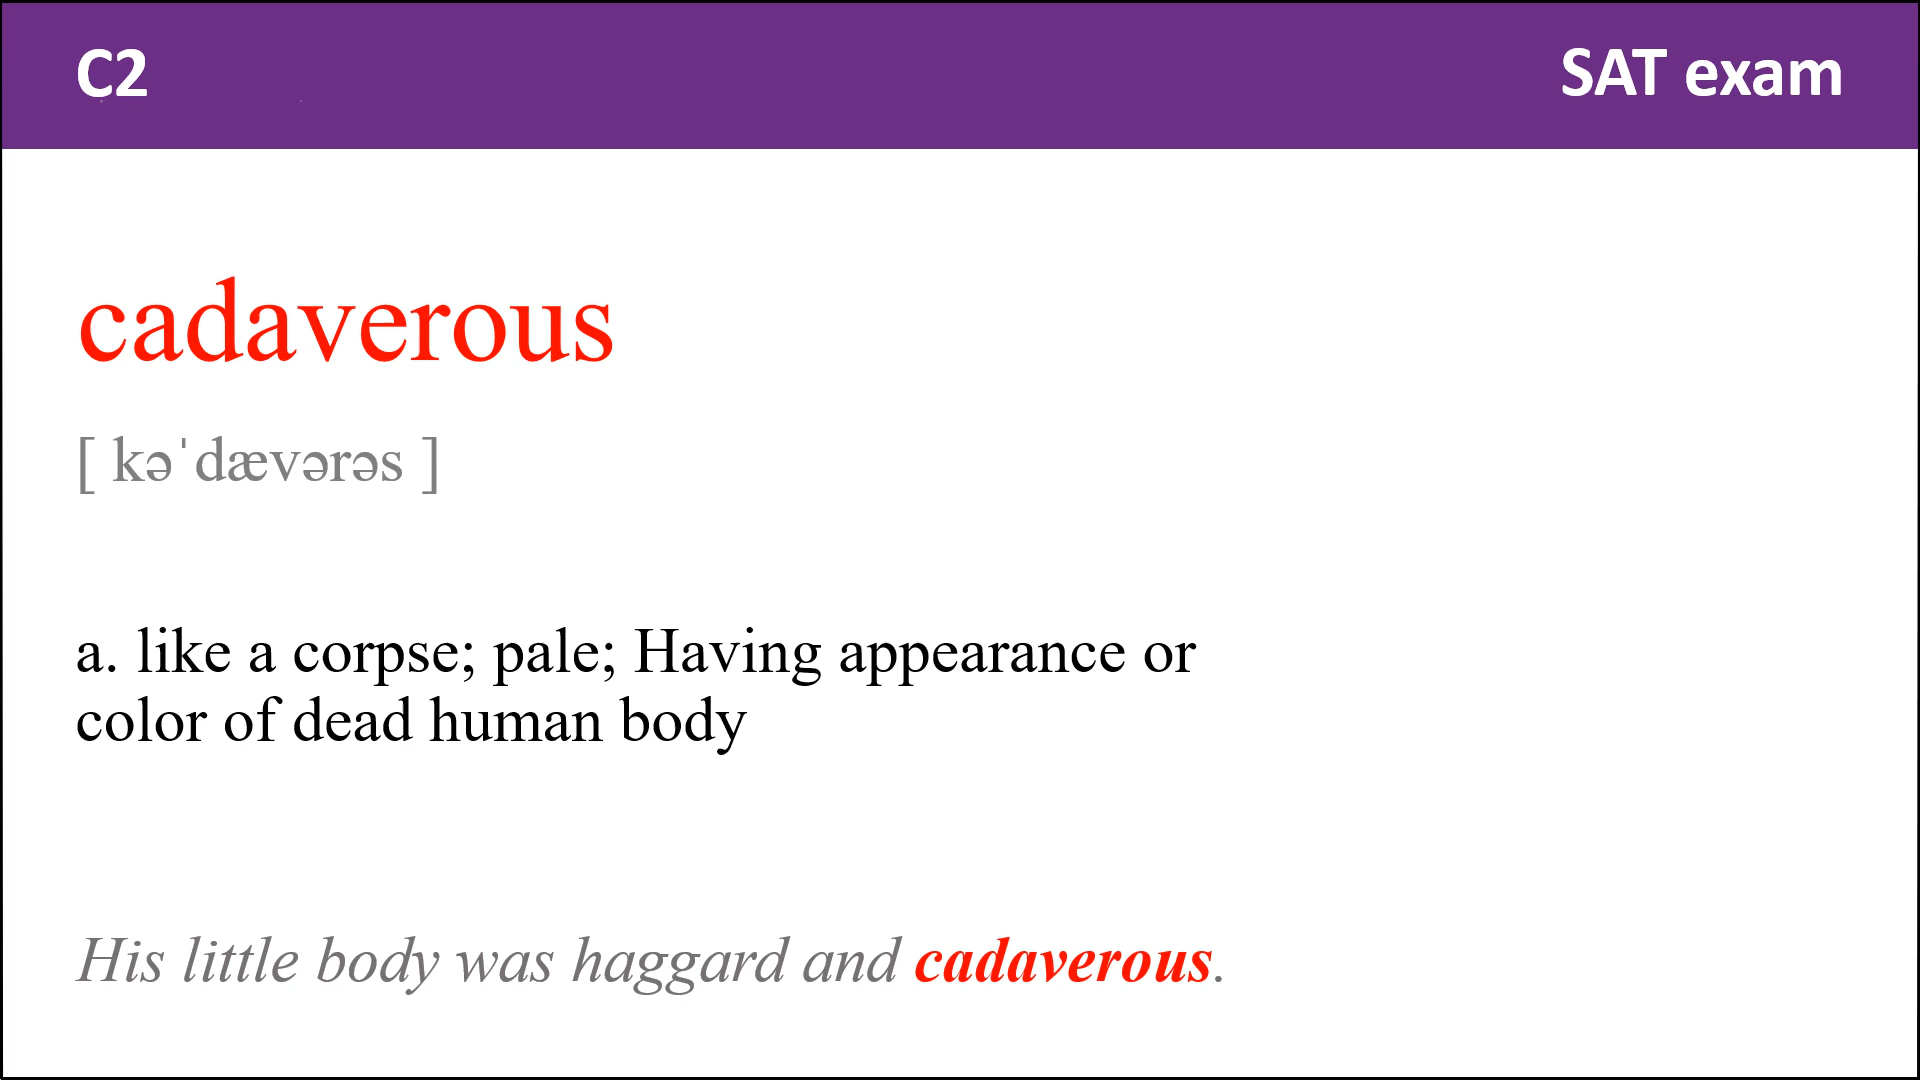 C2
SAT exam
cadaverous
[ kəˈdævərəs ]
a. like a corpse; pale; Having appearance or
color of dead human body
His little body was haggard and cadaverous.